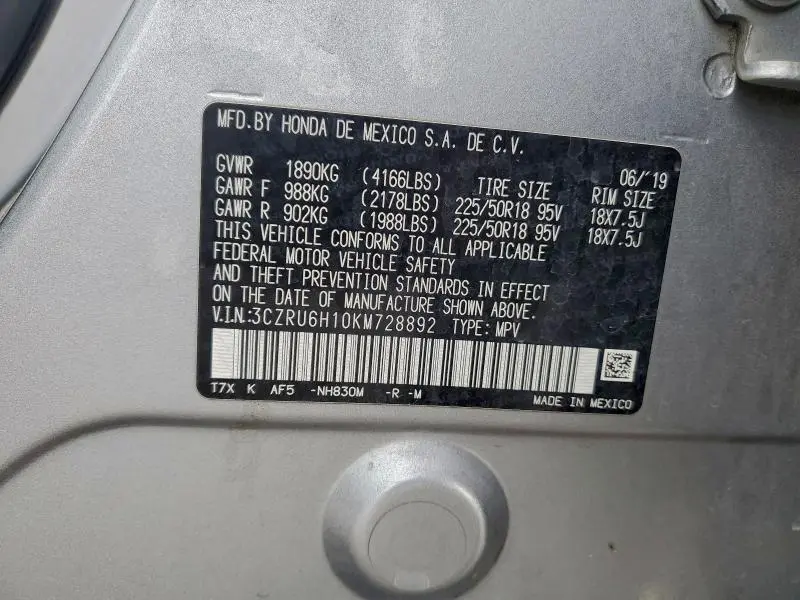 MFD.BY HONDA DE MEXICO S.A. DE C.V.
06/'19
GVWR 1890KG (4166LBS) TIRE SIZE RIM SIZE
GAWR F 988KG (2178LBS) 225/50R18 95V 18X7.5J
GAWR R 902KG (1988LBS) 225/50R18 95V 18X7.5J
THIS VEHICLE CONFORMS TO ALL APPLICABLE
FEDERAL MOTOR VEHICLE SAFETY
AND THEFT PREVENTION STANDARDS IN EFFECT
ON THE DATE OF MANUFACTURE SHOWN ABOVE.
V.I.N:3CZRU6H10KM728892 TYPE: MPV
T7X K AF5 -NH830M -R -M
MADE IN MEXICO